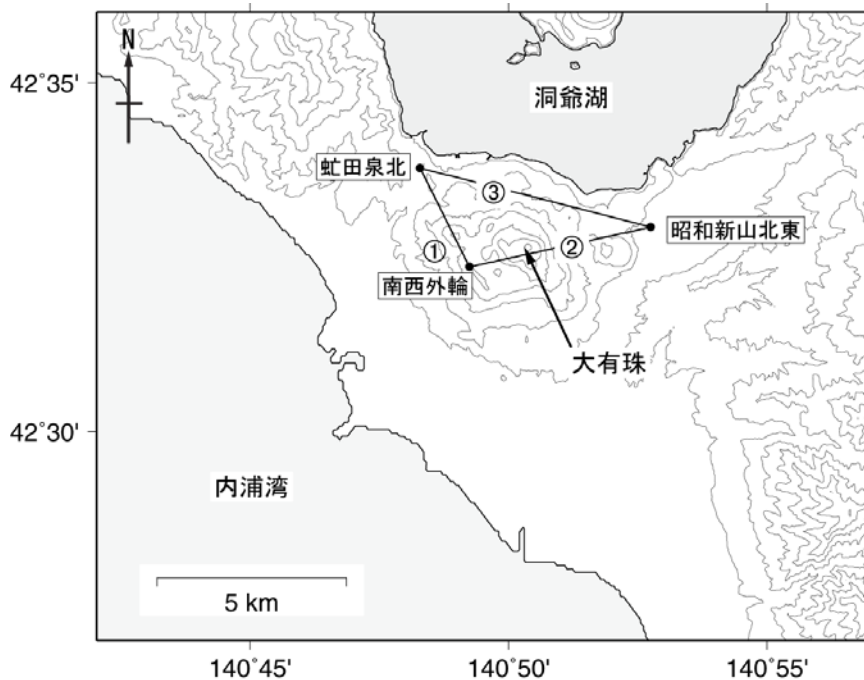 N
42˚35'
洞爺湖
虻田泉北
③
昭和新山北東
①
②
南西外輪
大有珠
42˚30'
内浦湾
5 km
140˚45'
140˚50'
140˚55'